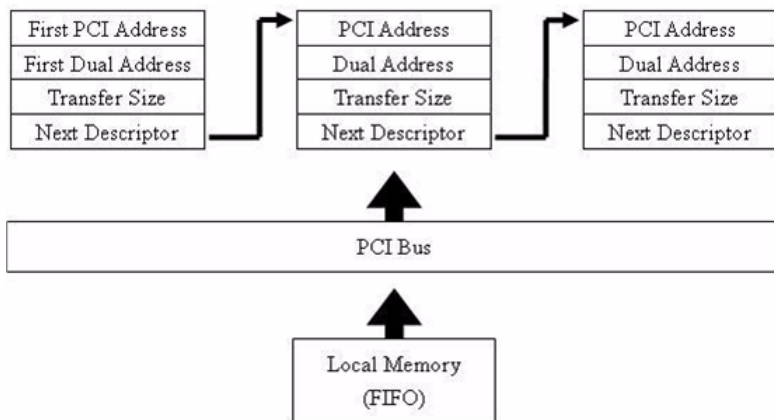 First PCI Address
First Dual Address
Transfer Size
Next Descriptor
PCI Address
Dual Address
Transfer Size
Next Descriptor
PCI Address
Dual Address
Transfer Size
Next Descriptor
PCI Bus
Local Memory
(FIFO)